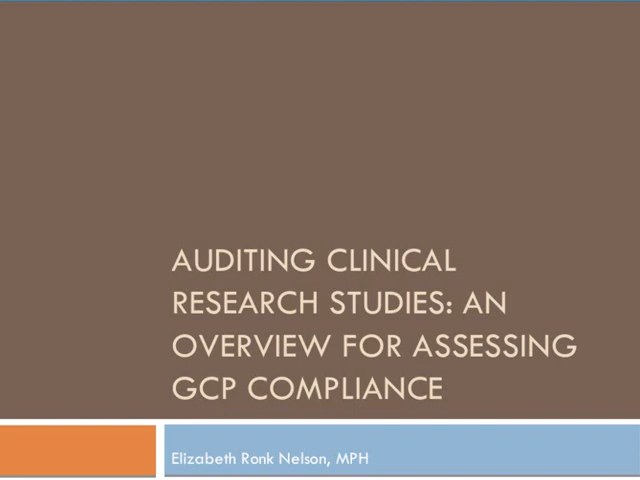 AUDITING CLINICAL
RESEARCH STUDIES: AN
OVERVIEW FOR ASSESSING
GCP COMPLIANCE
Elizabeth Ronk Nelson, MPH